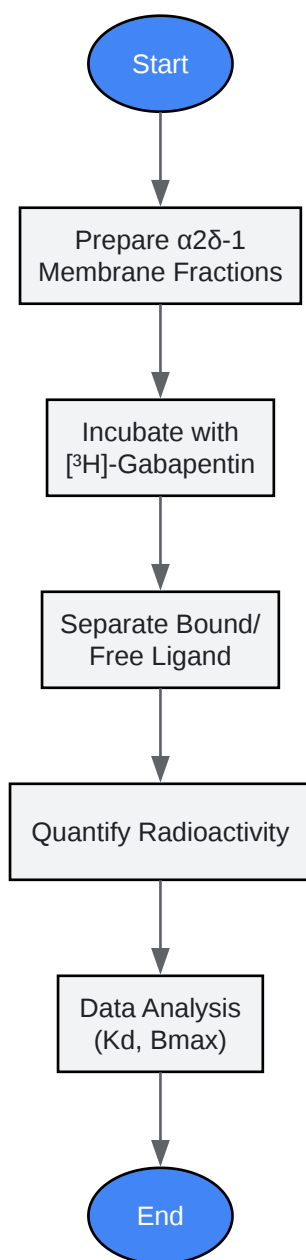 Start
Prepare α2δ-1
Membrane Fractions
Incubate with
[³H]-Gabapentin
Separate Bound/
Free Ligand
Quantify Radioactivity
Data Analysis
(Kd, Bmax)
End